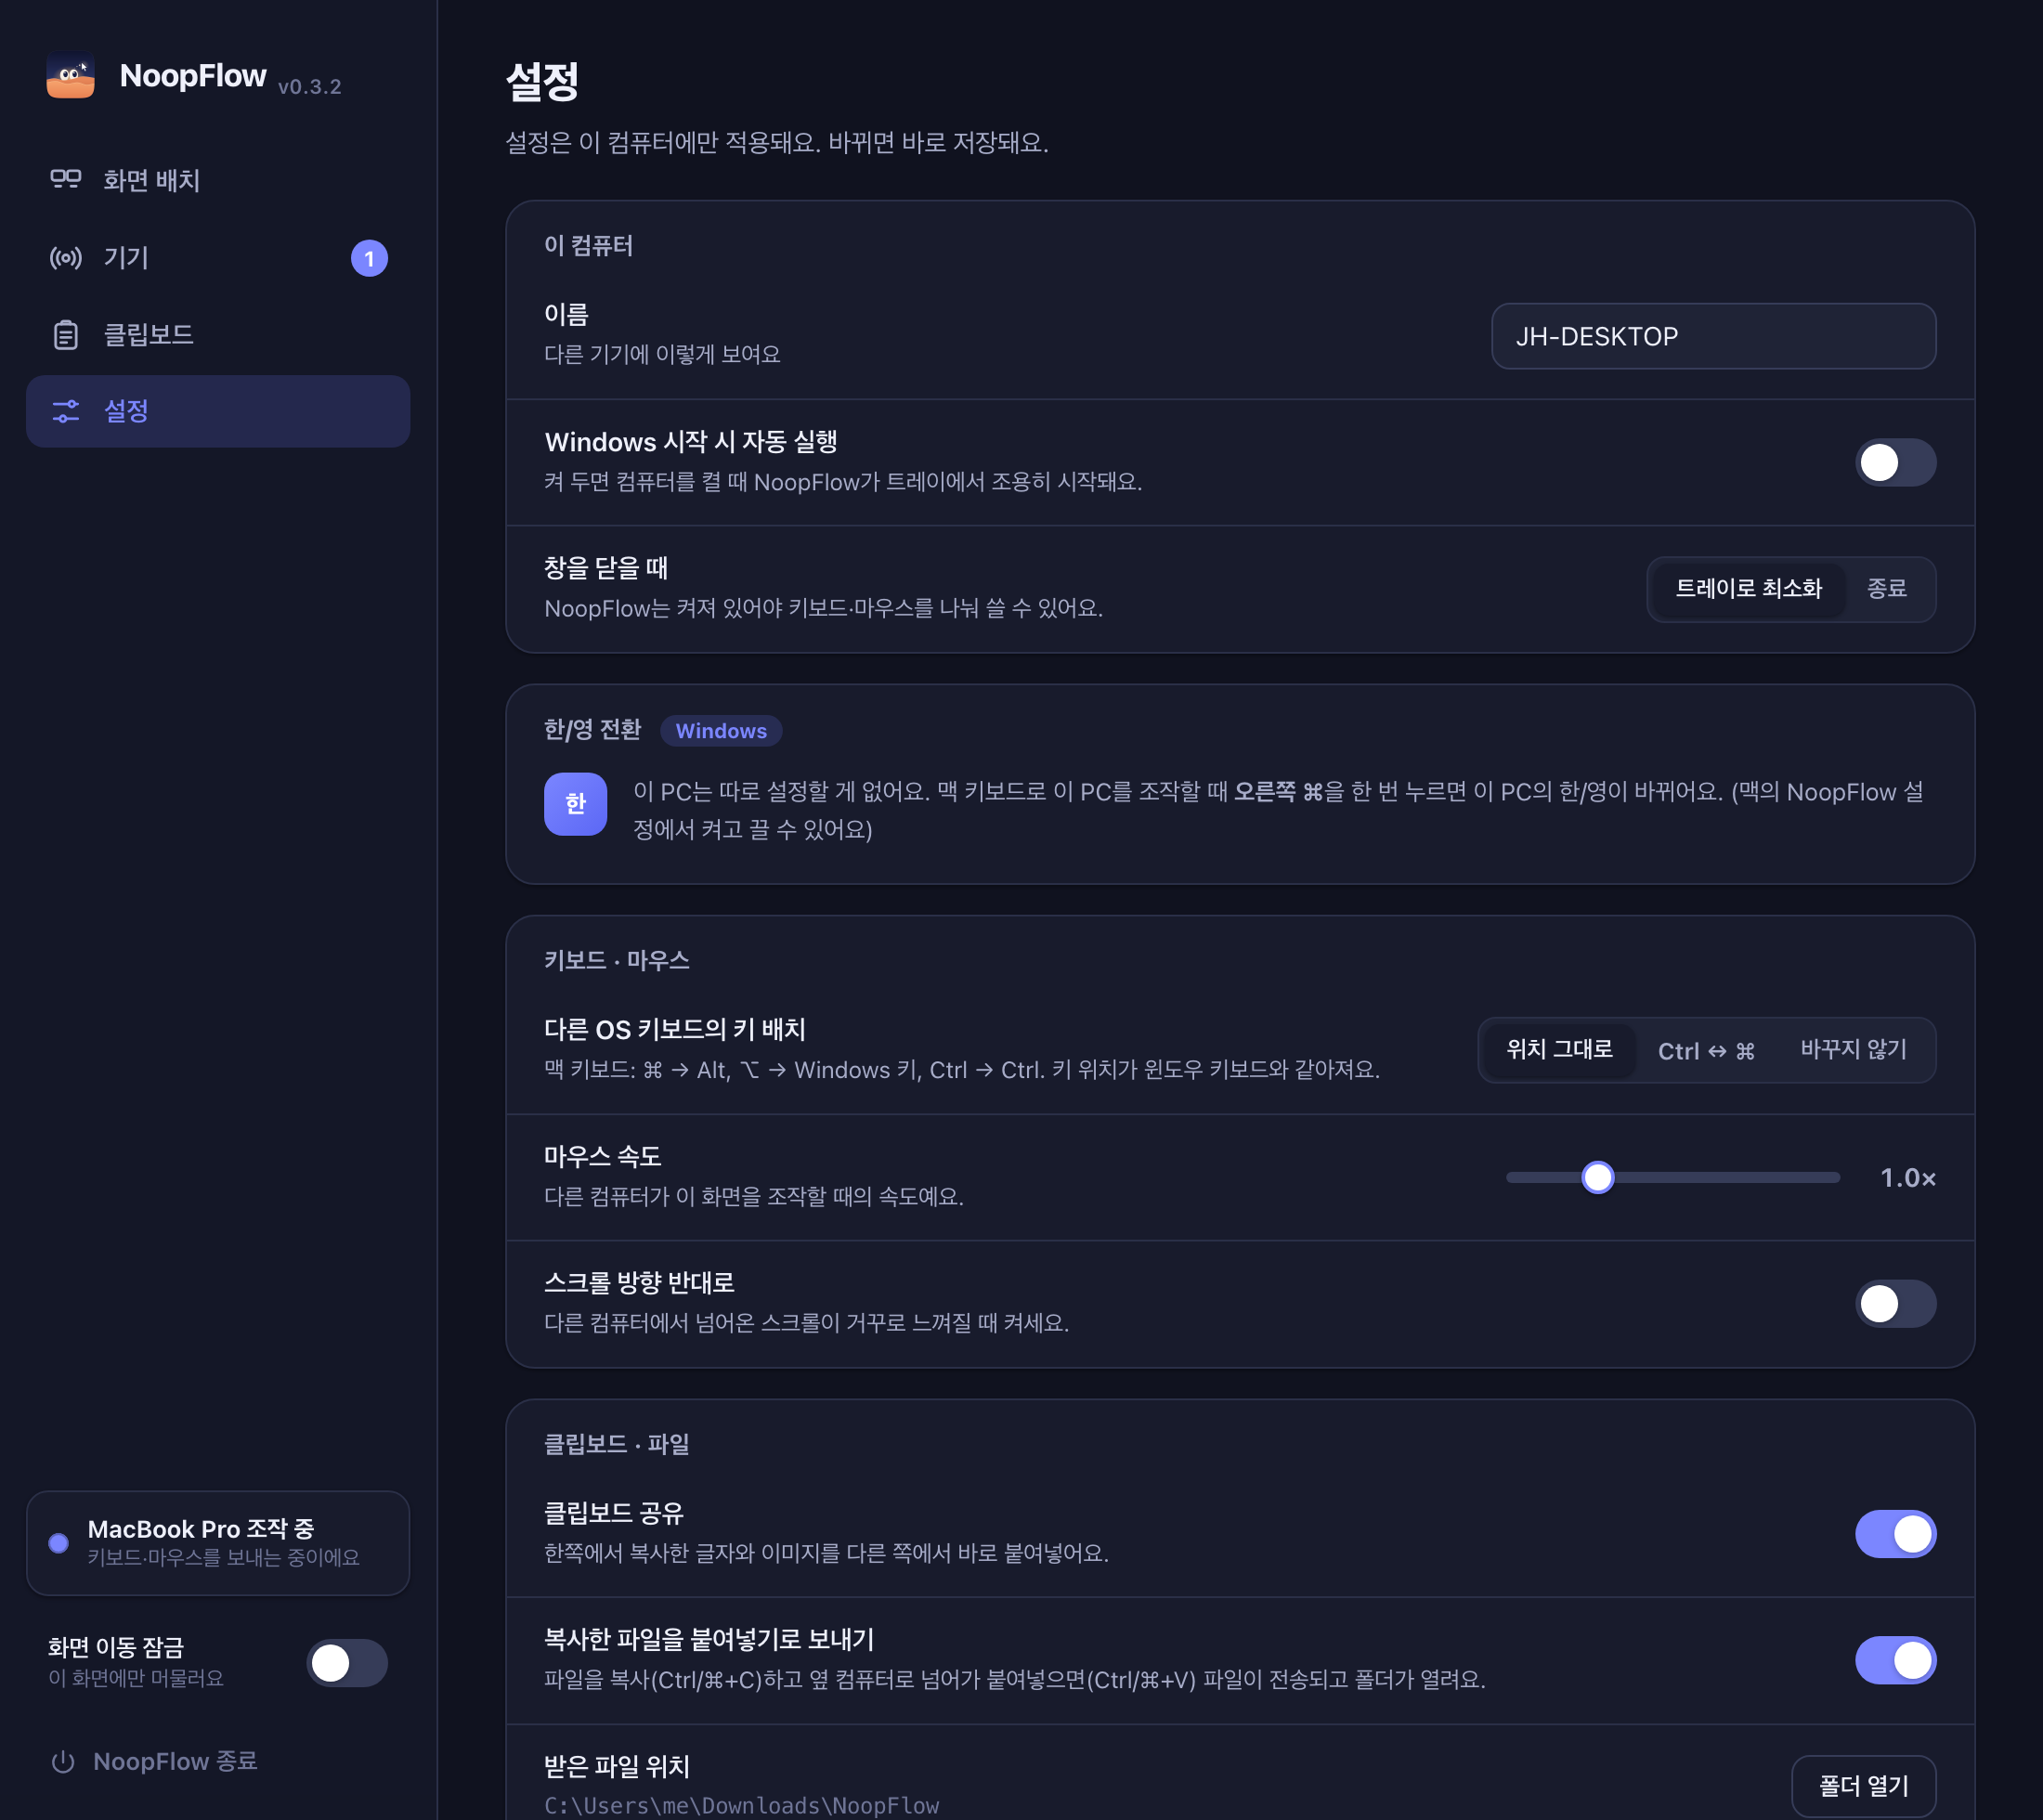 NoopFlow v0.3.2
화면 배치
기기 1
클립보드
설정
MacBook Pro 조작 중
키보드·마우스를 보내는 중이에요
화면 이동 잠금
이 화면에만 머물러요
NoopFlow 종료
설정
설정은 이 컴퓨터에만 적용돼요. 바뀌면 바로 저장돼요.
이 컴퓨터
이름
다른 기기에 이렇게 보여요
JH-DESKTOP
Windows 시작 시 자동 실행
켜 두면 컴퓨터를 켤 때 NoopFlow가 트레이에서 조용히 시작돼요.
창을 닫을 때
NoopFlow는 켜져 있어야 키보드·마우스를 나눠 쓸 수 있어요.
트레이로 최소화 종료
한/영 전환 Windows
한
이 PC는 따로 설정할 게 없어요. 맥 키보드로 이 PC를 조작할 때 오른쪽 ⌘을 한 번 누르면 이 PC의 한/영이 바뀌어요. (맥의 NoopFlow 설
정에서 켜고 끌 수 있어요)
키보드 · 마우스
다른 OS 키보드의 키 배치
맥 키보드: ⌘ → Alt, ⌥ → Windows 키, Ctrl → Ctrl. 키 위치가 윈도우 키보드와 같아져요.
위치 그대로 Ctrl ↔ ⌘ 바꾸지 않기
마우스 속도
다른 컴퓨터가 이 화면을 조작할 때의 속도예요.
1.0×
스크롤 방향 반대로
다른 컴퓨터에서 넘어온 스크롤이 거꾸로 느껴질 때 켜세요.
클립보드 · 파일
클립보드 공유
한쪽에서 복사한 글자와 이미지를 다른 쪽에서 바로 붙여넣어요.
복사한 파일을 붙여넣기로 보내기
파일을 복사(Ctrl/⌘+C)하고 옆 컴퓨터로 넘어가 붙여넣으면(Ctrl/⌘+V) 파일이 전송되고 폴더가 열려요.
받은 파일 위치
C:\Users\me\Downloads\NoopFlow
폴더 열기